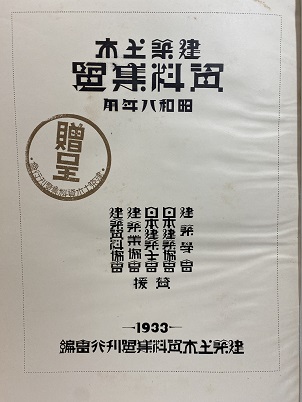 建築土木
資料集覧
昭和八年用
贈呈
建築學會
日本建築協會
日本建築士會
建築業協會
建築資料協會
賛援
1933
建築土木資料集覧刊行會編